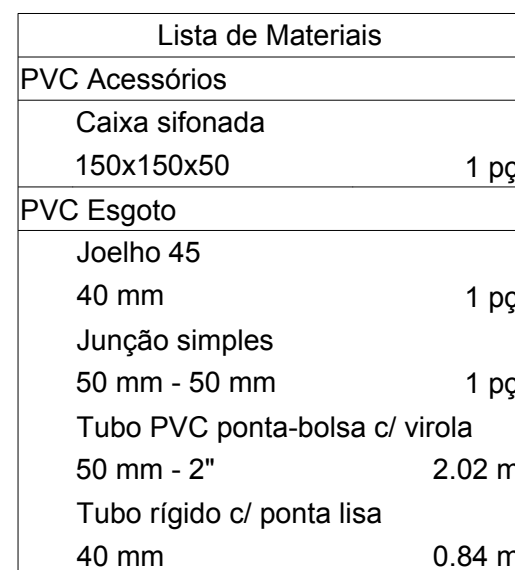 Lista de Materiais
PVC Acessórios
Caixa sifonada
150x150x50 1 pç
PVC Esgoto
Joelho 45
40 mm 1 pç
Junção simples
50 mm - 50 mm 1 pç
Tubo PVC ponta-bolsa c/ virola
50 mm - 2" 2.02 m
Tubo rígido c/ ponta lisa
40 mm 0.84 m